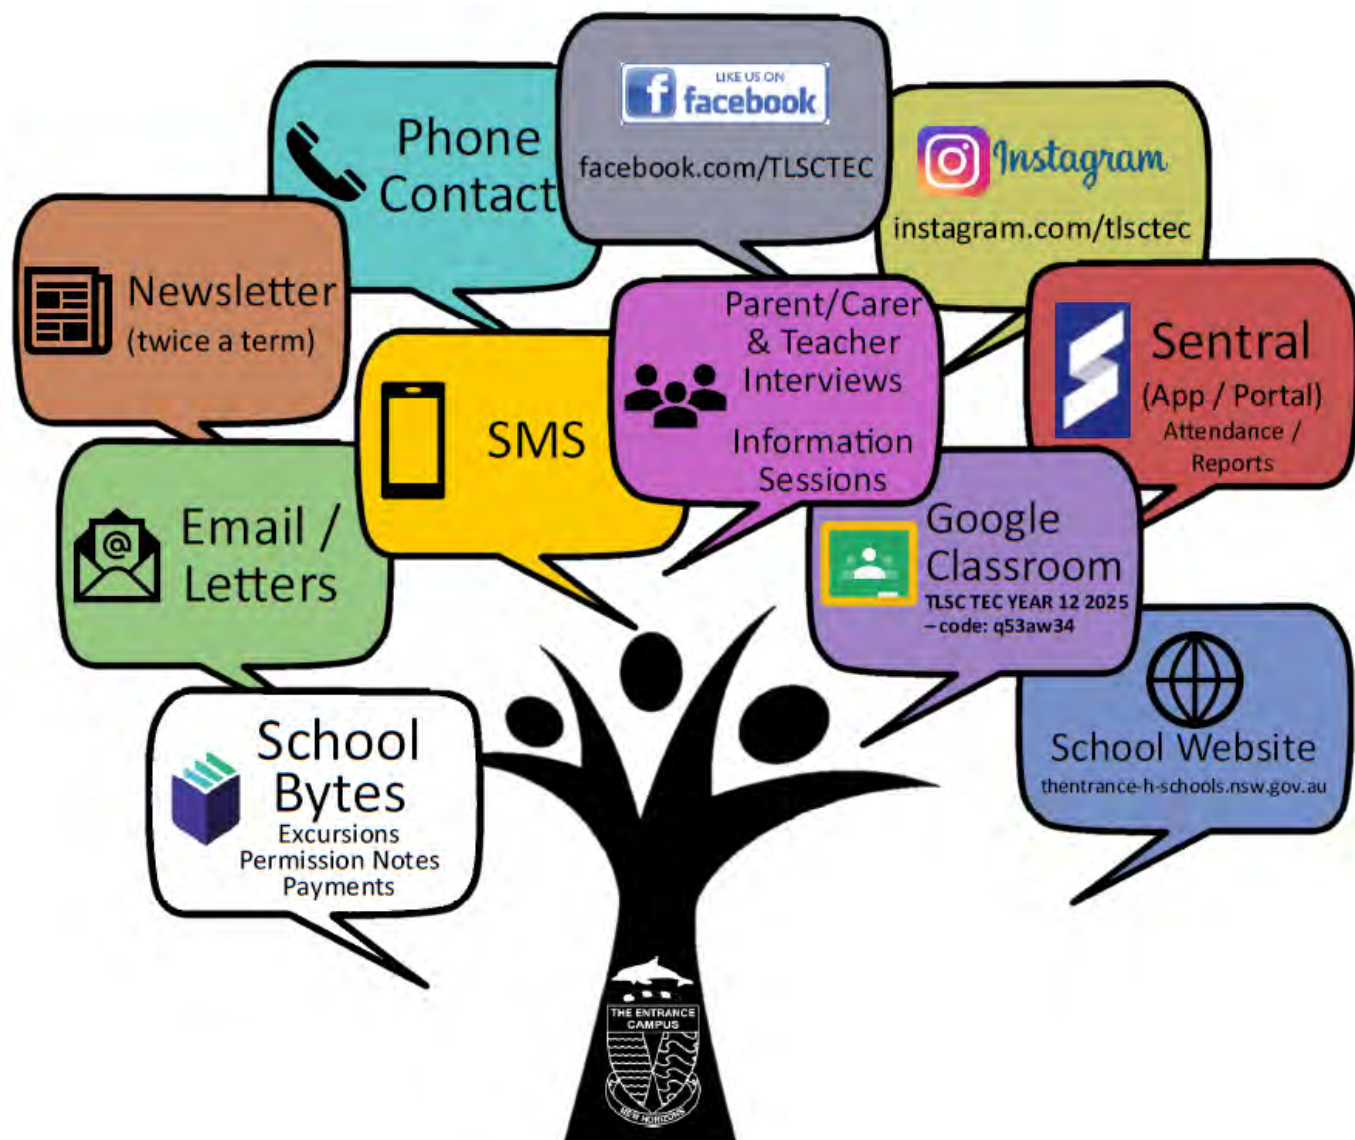 LIKE US ON
facebook
facebook.com/TLSCTEC
Phone
Contact
Instagram
instagram.com/tlsctec
Newsletter
(twice a term)
Parent/Carer
& Teacher
Interviews
Information
Sessions
Sentral
(App / Portal)
Attendance /
Reports
SMS
Email /
Letters
@
Google
Classroom
TLSC TEC YEAR 12 2025
– code: q53aw34
School
Bytes
Excursions
Permission Notes
Payments
School Website
thentrance-h-schools.nsw.gov.au
THE ENTRANCE
CAMPUS
NEW HORIZONS